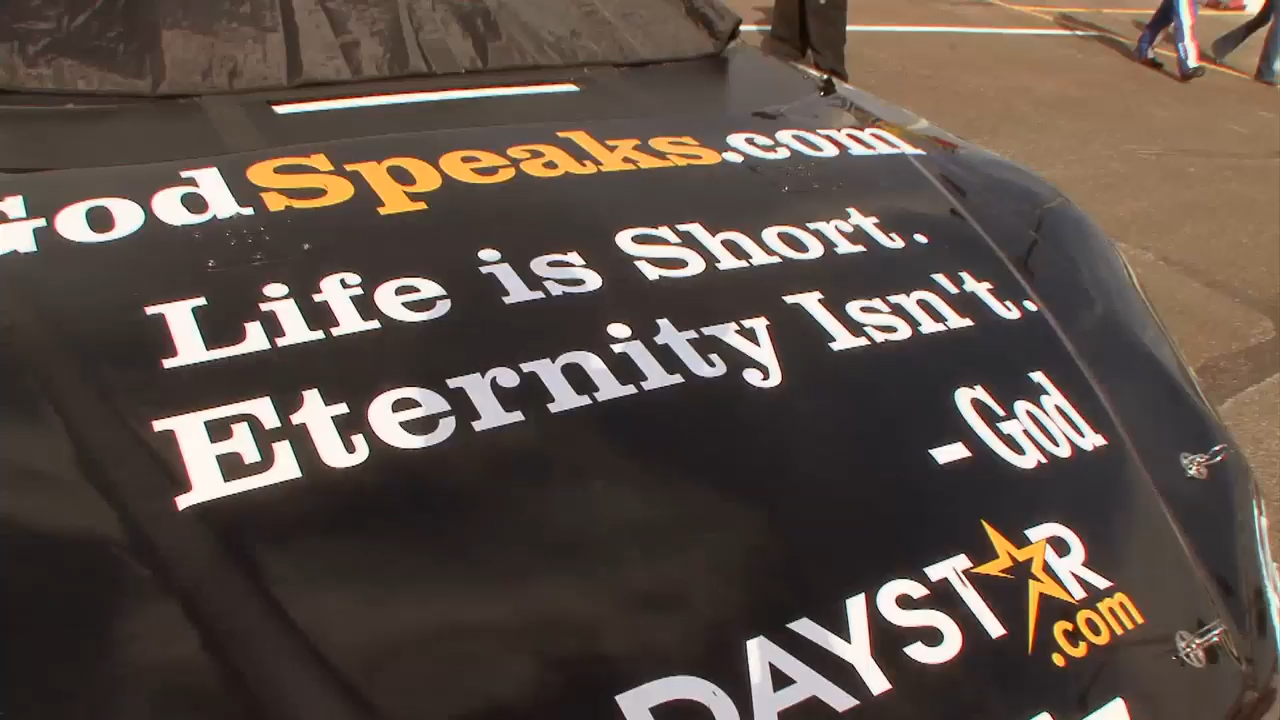 GodSpeaks.com
Life is Short.
Eternity Isn't.
- God
DAYSTAR
.com